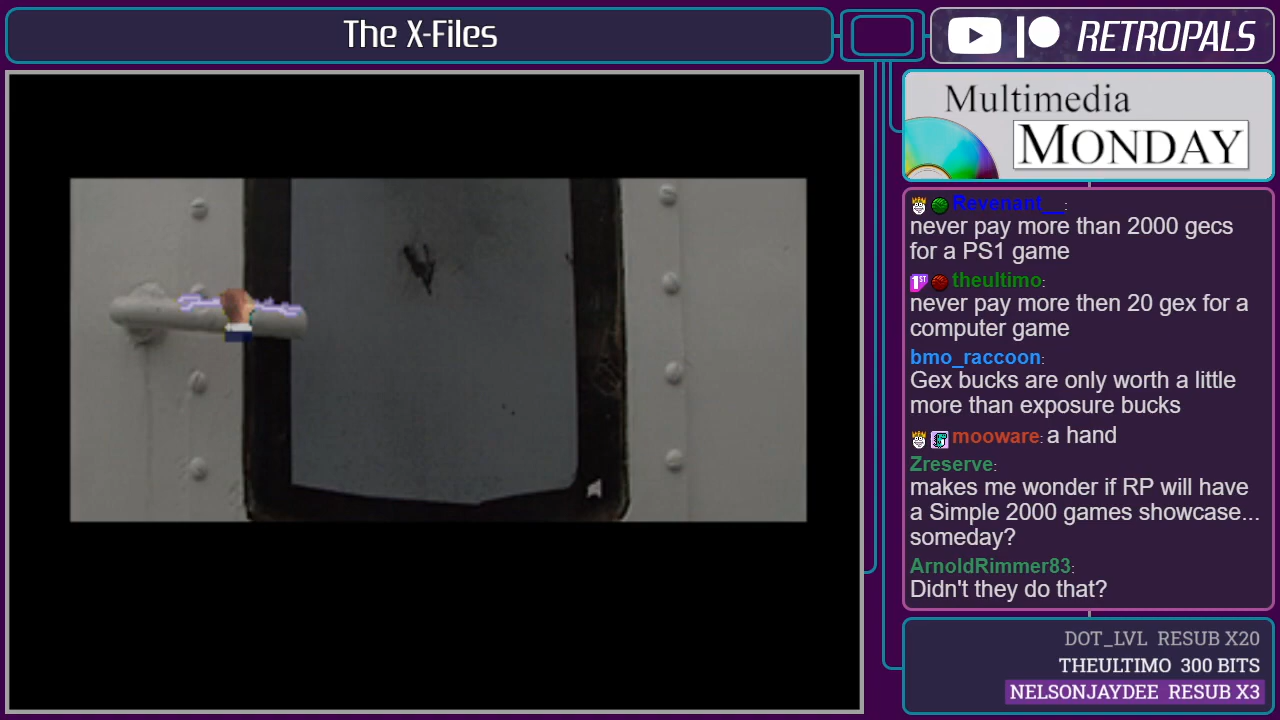 The X-Files
RETROPALS
Multimedia
MONDAY
Revenant__:
never pay more than 2000 gecs
for a PS1 game
1ST theultimo:
never pay more then 20 gex for a
computer game
bmo_raccoon:
Gex bucks are only worth a little
more than exposure bucks
mooware: a hand
Zreserve:
makes me wonder if RP will have
a Simple 2000 games showcase...
someday?
ArnoldRimmer83:
Didn't they do that?
DOT_LVL RESUB X20
THEULTIMO 300 BITS
NELSONJAYDEE RESUB X3